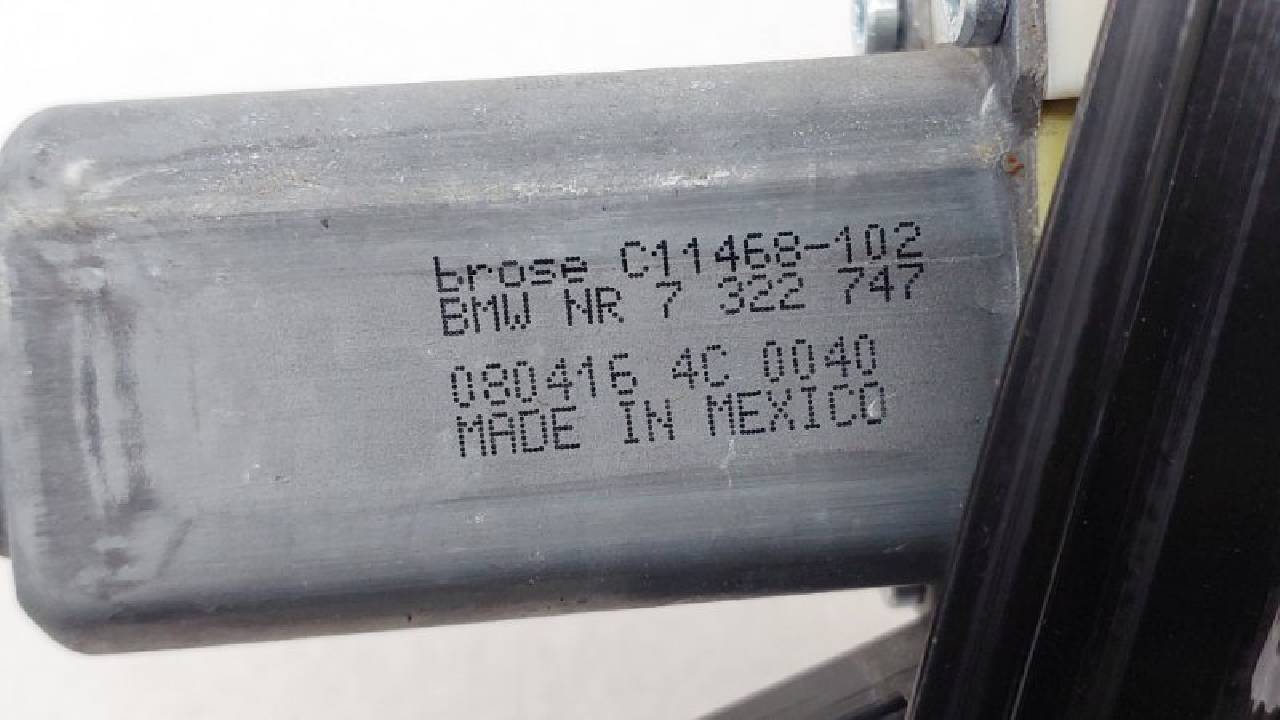 brose C11468-102
BMW NR 7 322 747
080416 4C 0040
MADE IN MEXICO